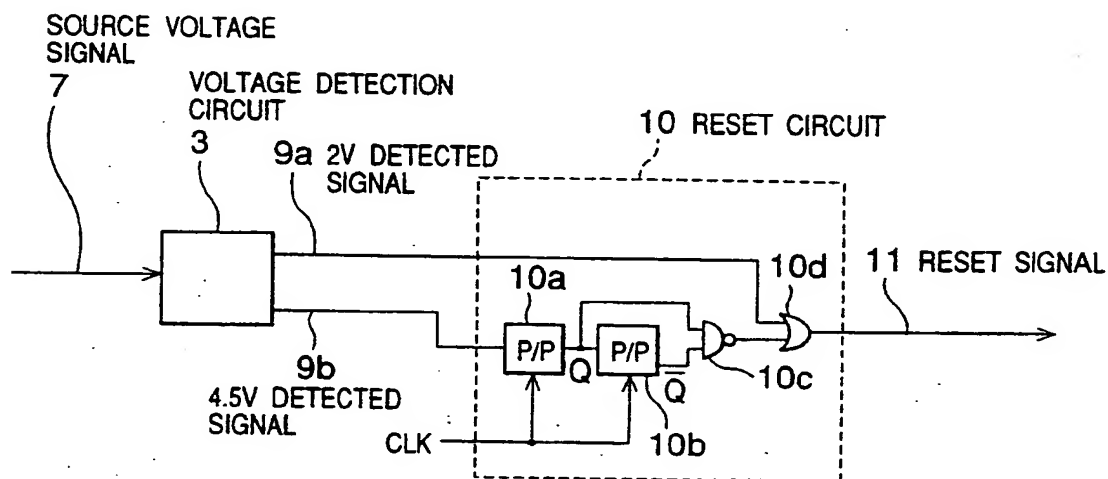 SOURCE VOLTAGE
SIGNAL
7
VOLTAGE DETECTION
CIRCUIT
3
9a 2V DETECTED
SIGNAL
10 RESET CIRCUIT
10a
10d
11 RESET SIGNAL
P/P
Q
P/P
Q̅
10c
9b
4.5V DETECTED
SIGNAL
CLK
10b